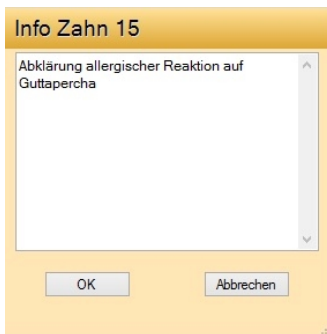 Info Zahn 15
Abklärung allergischer Reaktion auf
Guttapercha
OK
Abbrechen